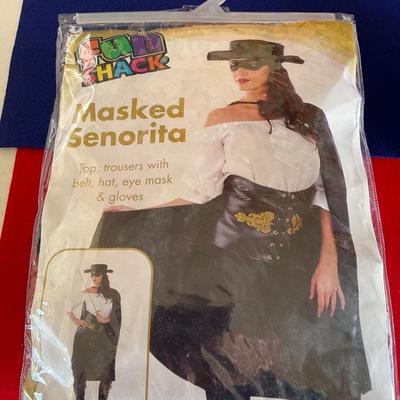 FUN
SHACK
Masked
Senorita
Top, trousers with
belt, hat, eye mask
& gloves